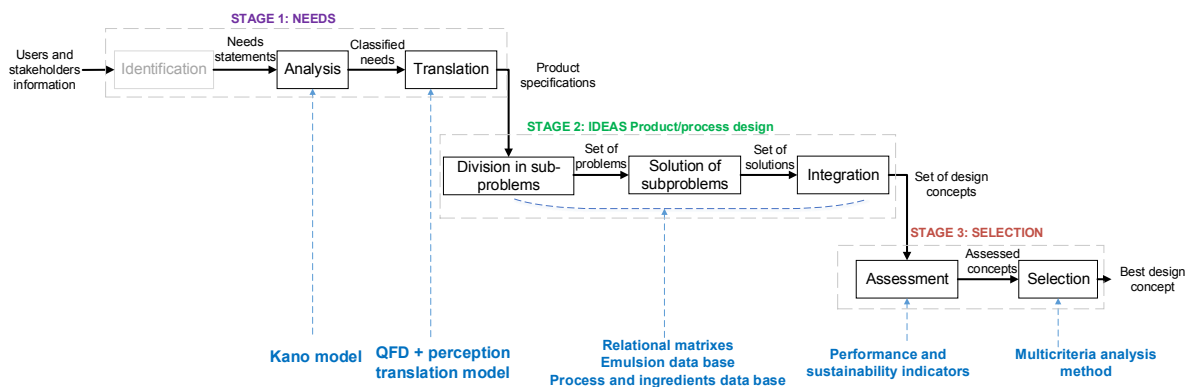 STAGE 1: NEEDS
Users and
stakeholders
information
Identification
Needs
statements
Analysis
Classified
needs
Translation
Product
specifications
STAGE 2: IDEAS Product/process design
Division in sub-
problems
Set of
problems
Solution of
subproblems
Set of
solutions
Integration
Set of design
concepts
STAGE 3: SELECTION
Assessment
Assessed
concepts
Selection
Best design
concept
Kano model
QFD + perception
translation model
Relational matrixes
Emulsion data base
Process and ingredients data base
Performance and
sustainability indicators
Multicriteria analysis
method